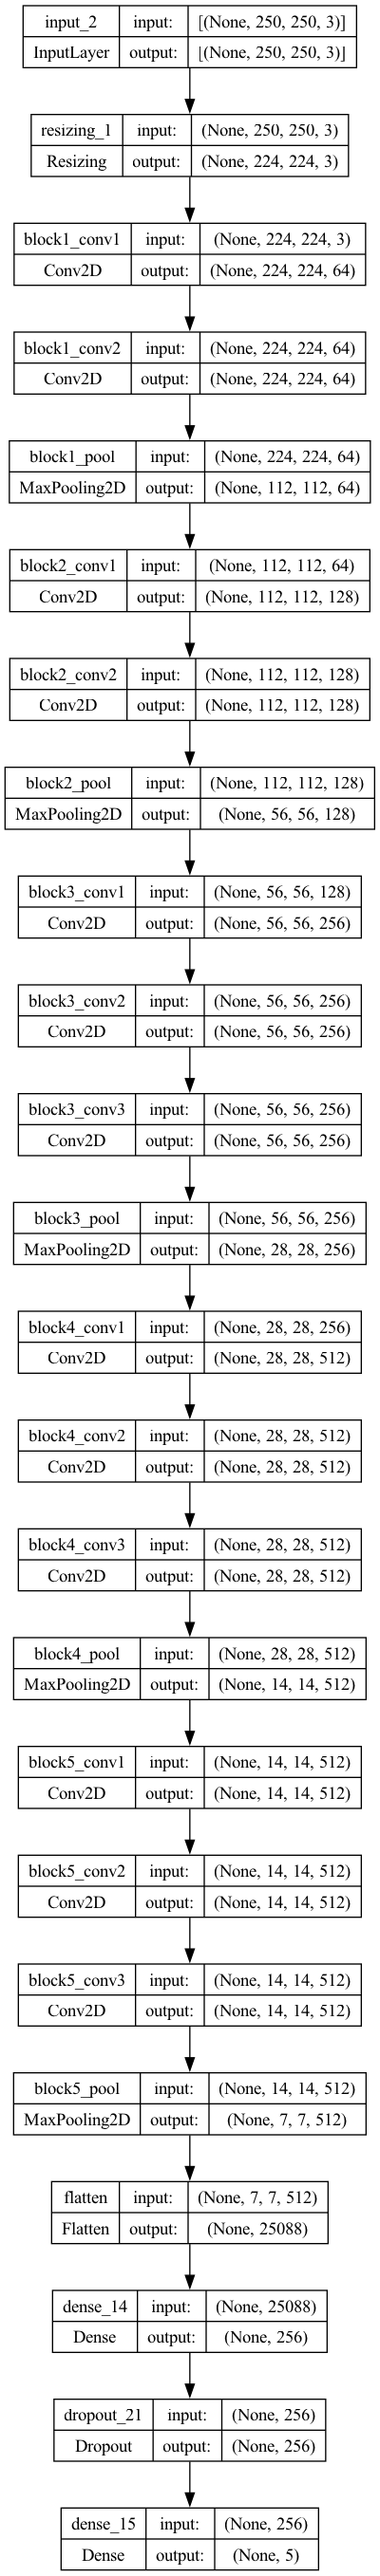 input_2 input: [(None, 250, 250, 3)]
InputLayer output: [(None, 250, 250, 3)]
resizing_1 input: (None, 250, 250, 3)
Resizing output: (None, 224, 224, 3)
block1_conv1 input: (None, 224, 224, 3)
Conv2D output: (None, 224, 224, 64)
block1_conv2 input: (None, 224, 224, 64)
Conv2D output: (None, 224, 224, 64)
block1_pool input: (None, 224, 224, 64)
MaxPooling2D output: (None, 112, 112, 64)
block2_conv1 input: (None, 112, 112, 64)
Conv2D output: (None, 112, 112, 128)
block2_conv2 input: (None, 112, 112, 128)
Conv2D output: (None, 112, 112, 128)
block2_pool input: (None, 112, 112, 128)
MaxPooling2D output: (None, 56, 56, 128)
block3_conv1 input: (None, 56, 56, 128)
Conv2D output: (None, 56, 56, 256)
block3_conv2 input: (None, 56, 56, 256)
Conv2D output: (None, 56, 56, 256)
block3_conv3 input: (None, 56, 56, 256)
Conv2D output: (None, 56, 56, 256)
block3_pool input: (None, 56, 56, 256)
MaxPooling2D output: (None, 28, 28, 256)
block4_conv1 input: (None, 28, 28, 256)
Conv2D output: (None, 28, 28, 512)
block4_conv2 input: (None, 28, 28, 512)
Conv2D output: (None, 28, 28, 512)
block4_conv3 input: (None, 28, 28, 512)
Conv2D output: (None, 28, 28, 512)
block4_pool input: (None, 28, 28, 512)
MaxPooling2D output: (None, 14, 14, 512)
block5_conv1 input: (None, 14, 14, 512)
Conv2D output: (None, 14, 14, 512)
block5_conv2 input: (None, 14, 14, 512)
Conv2D output: (None, 14, 14, 512)
block5_conv3 input: (None, 14, 14, 512)
Conv2D output: (None, 14, 14, 512)
block5_pool input: (None, 14, 14, 512)
MaxPooling2D output: (None, 7, 7, 512)
flatten input: (None, 7, 7, 512)
Flatten output: (None, 25088)
dense_14 input: (None, 25088)
Dense output: (None, 256)
dropout_21 input: (None, 256)
Dropout output: (None, 256)
dense_15 input: (None, 256)
Dense output: (None, 5)